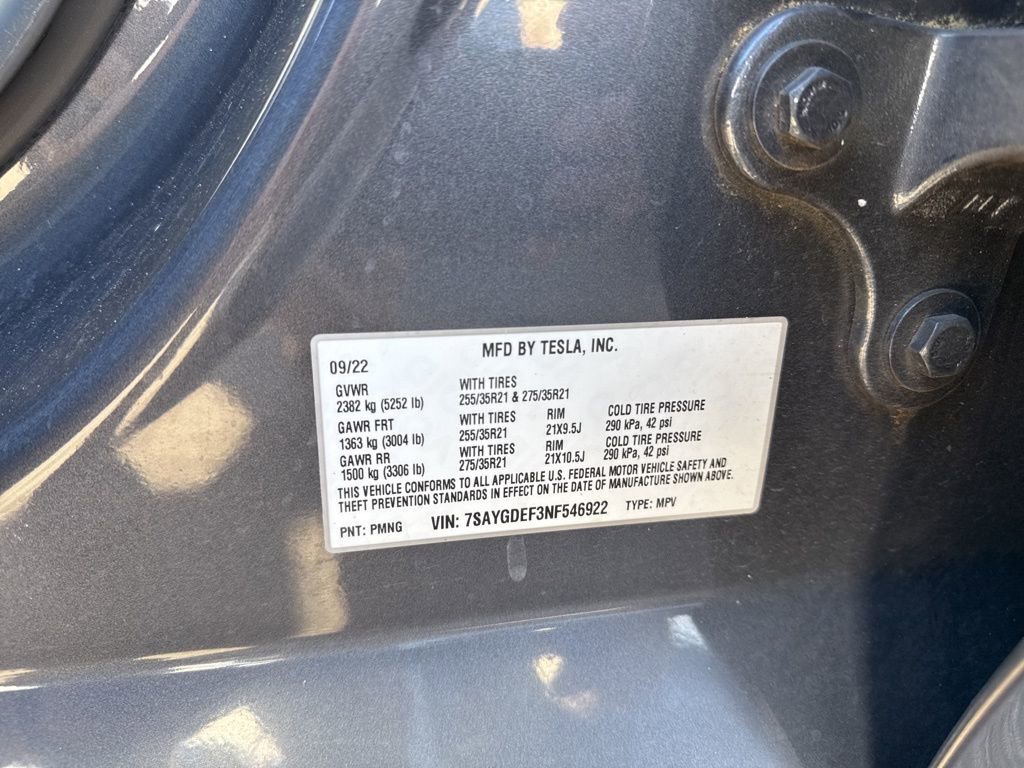 MFD BY TESLA, INC.
09/22
GVWR WITH TIRES
2382 kg (5252 lb) 255/35R21 & 275/35R21
GAWR FRT WITH TIRES RIM COLD TIRE PRESSURE
1363 kg (3004 lb) 255/35R21 21X9.5J 290 kPa, 42 psi
GAWR RR WITH TIRES RIM COLD TIRE PRESSURE
1500 kg (3306 lb) 275/35R21 21X10.5J 290 kPa, 42 psi
THIS VEHICLE CONFORMS TO ALL APPLICABLE U.S. FEDERAL MOTOR VEHICLE SAFETY AND
THEFT PREVENTION STANDARDS IN EFFECT ON THE DATE OF MANUFACTURE SHOWN ABOVE.
PNT: PMNG VIN: 7SAYGDEF3NF546922 TYPE: MPV